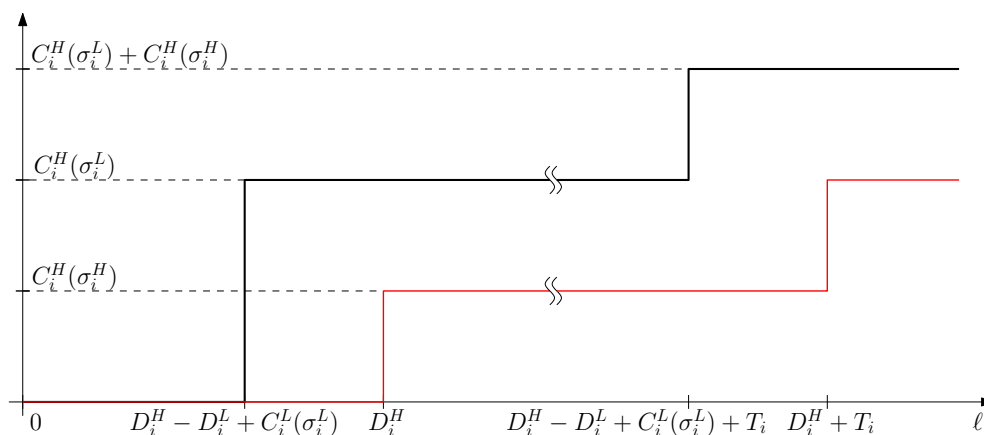 C_i^H(σ_i^L) + C_i^H(σ_i^H)
C_i^H(σ_i^L)
C_i^H(σ_i^H)
0 D_i^H − D_i^L + C_i^L(σ_i^L) D_i^H D_i^H − D_i^L + C_i^L(σ_i^L) + T_i D_i^H + T_i ℓ